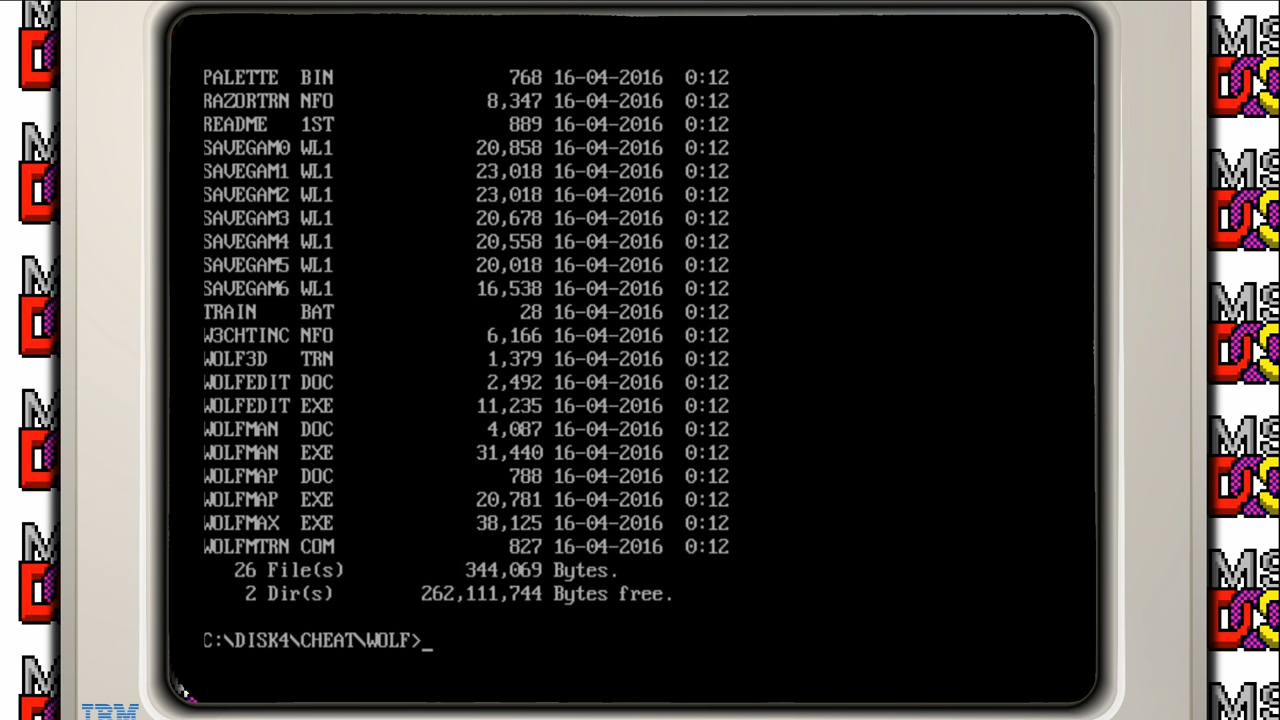 PALETTE BIN 768 16-04-2016 0:12
RAZORTRN NFO 8,347 16-04-2016 0:12
README 1ST 889 16-04-2016 0:12
SAVEGAM0 WL1 20,858 16-04-2016 0:12
SAVEGAM1 WL1 23,018 16-04-2016 0:12
SAVEGAM2 WL1 23,018 16-04-2016 0:12
SAVEGAM3 WL1 20,678 16-04-2016 0:12
SAVEGAM4 WL1 20,558 16-04-2016 0:12
SAVEGAM5 WL1 20,018 16-04-2016 0:12
SAVEGAM6 WL1 16,538 16-04-2016 0:12
TRAIN BAT 28 16-04-2016 0:12
W3CHTINC NFO 6,166 16-04-2016 0:12
WOLF3D TRN 1,379 16-04-2016 0:12
WOLFEDIT DOC 2,492 16-04-2016 0:12
WOLFEDIT EXE 11,235 16-04-2016 0:12
WOLFMAN DOC 4,087 16-04-2016 0:12
WOLFMAN EXE 31,440 16-04-2016 0:12
WOLFMAP DOC 788 16-04-2016 0:12
WOLFMAP EXE 20,781 16-04-2016 0:12
WOLFMAX EXE 38,125 16-04-2016 0:12
WOLFMTRN COM 827 16-04-2016 0:12
26 File(s) 344,069 Bytes.
2 Dir(s) 262,111,744 Bytes free.
C:\DISK4\CHEAT\WOLF>_
IBM